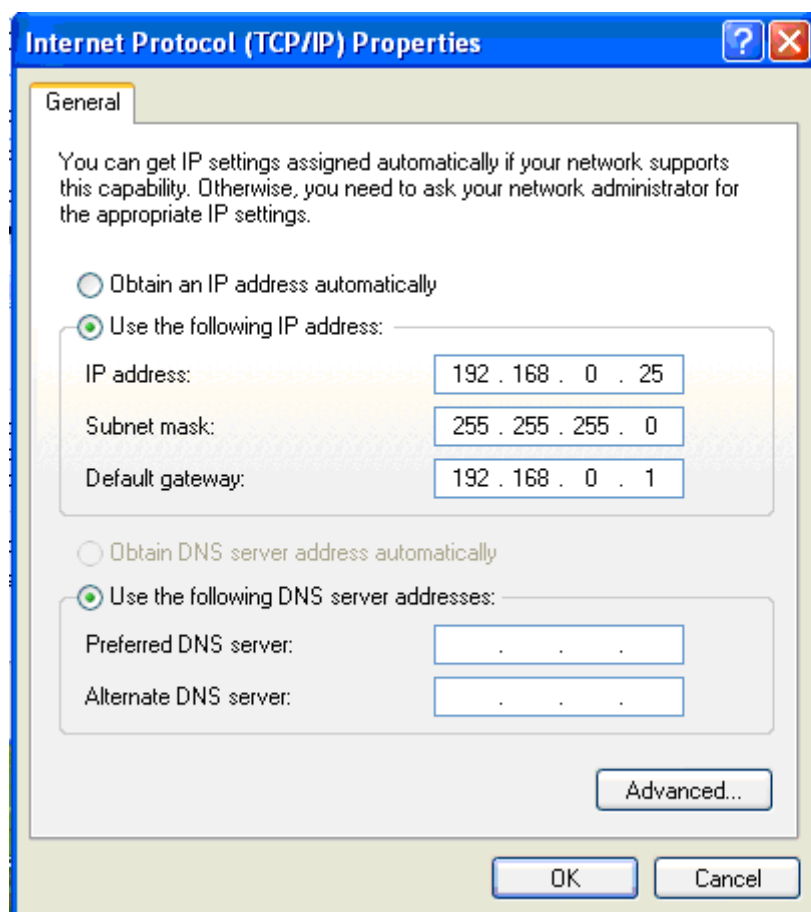 Internet Protocol (TCP/IP) Properties
General
You can get IP settings assigned automatically if your network supports
this capability. Otherwise, you need to ask your network administrator for
the appropriate IP settings.
Obtain an IP address automatically
Use the following IP address:
IP address: 192 . 168 . 0 . 25
Subnet mask: 255 . 255 . 255 . 0
Default gateway: 192 . 168 . 0 . 1
Obtain DNS server address automatically
Use the following DNS server addresses:
Preferred DNS server: . . .
Alternate DNS server: . . .
Advanced...
OK Cancel